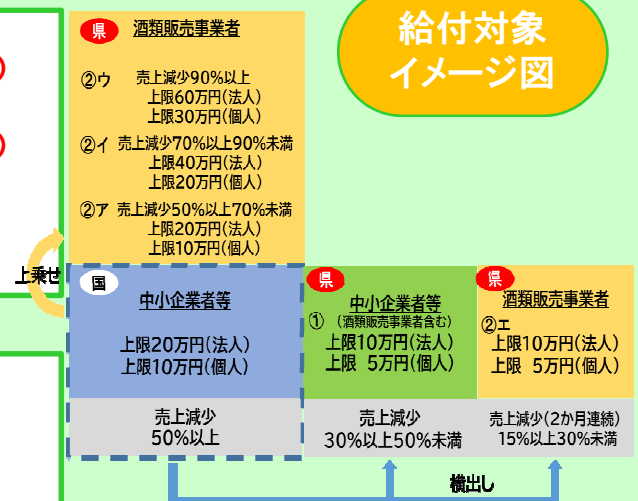 給付対象
イメージ図
県 酒類販売事業者
②ウ 売上減少90%以上
上限60万円(法人)
上限30万円(個人)
②イ 売上減少70%以上90%未満
上限40万円(法人)
上限20万円(個人)
②ア 売上減少50%以上70%未満
上限20万円(法人)
上限10万円(個人)
上乗せ
国
中小企業者等
上限20万円(法人)
上限10万円(個人)
売上減少
50%以上
県
中小企業者等
① (酒類販売事業者含む)
上限10万円(法人)
上限 5万円(個人)
売上減少
30%以上50%未満
県
酒類販売事業者
②エ
上限10万円(法人)
上限 5万円(個人)
売上減少(2か月連続)
15%以上30%未満
横出し